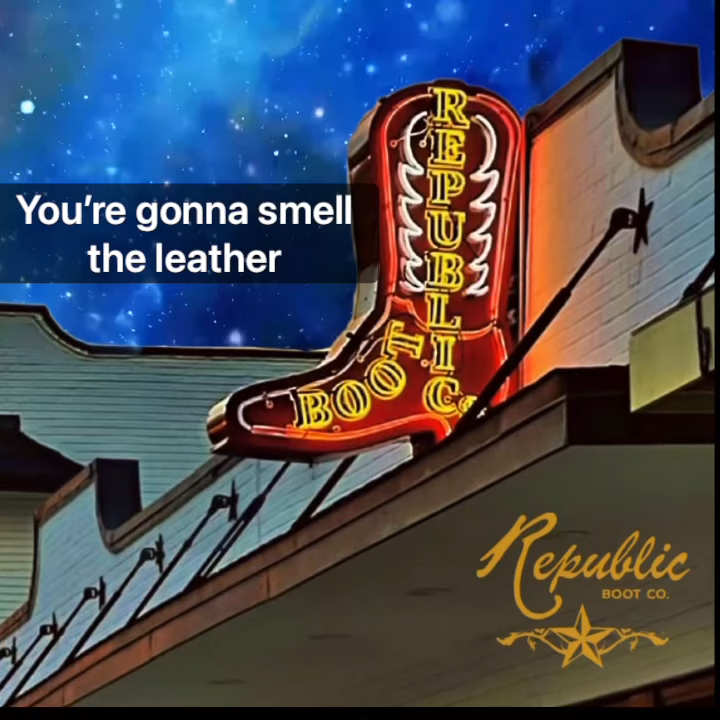 You’re gonna smell
the leather
REPUBLIC
BOOT
Co
Republic
BOOT CO.